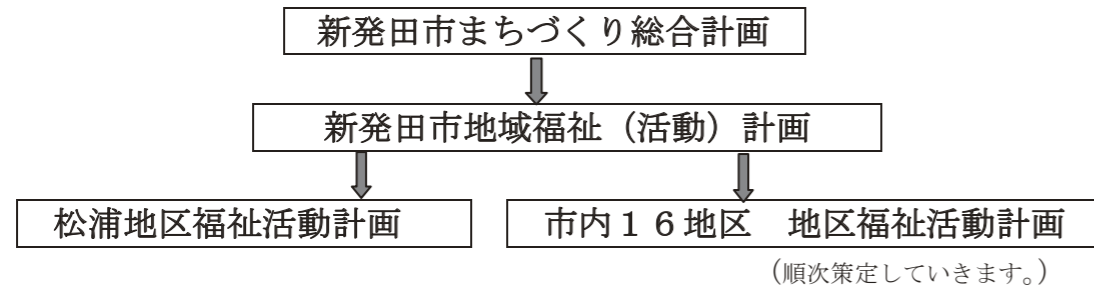 新発田市まちづくり総合計画
新発田市地域福祉（活動）計画
松浦地区福祉活動計画
市内１６地区　地区福祉活動計画
（順次策定していきます。）